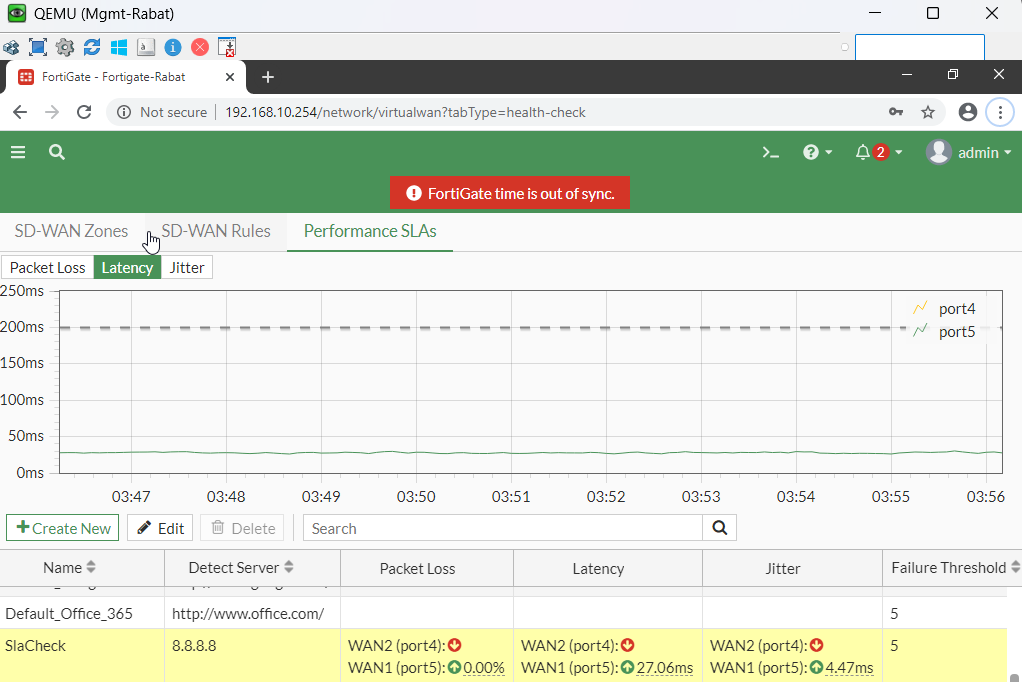 QEMU (Mgmt-Rabat)
FortiGate - Fortigate-Rabat
Not secure 192.168.10.254/network/virtualwan?tabType=health-check
2 admin
FortiGate time is out of sync.
SD-WAN Zones SD-WAN Rules Performance SLAs
Packet Loss Latency Jitter
250ms
200ms
150ms
100ms
50ms
0ms
port4
port5
03:47 03:48 03:49 03:50 03:51 03:52 03:53 03:54 03:55 03:56
Create New Edit Delete Search
Name Detect Server Packet Loss Latency Jitter Failure Threshold
Default_Office_365 http://www.office.com/ 5
SlaCheck 8.8.8.8 WAN2 (port4): WAN2 (port4): WAN2 (port4): 5
WAN1 (port5): 0.00% WAN1 (port5): 27.06ms WAN1 (port5): 4.47ms